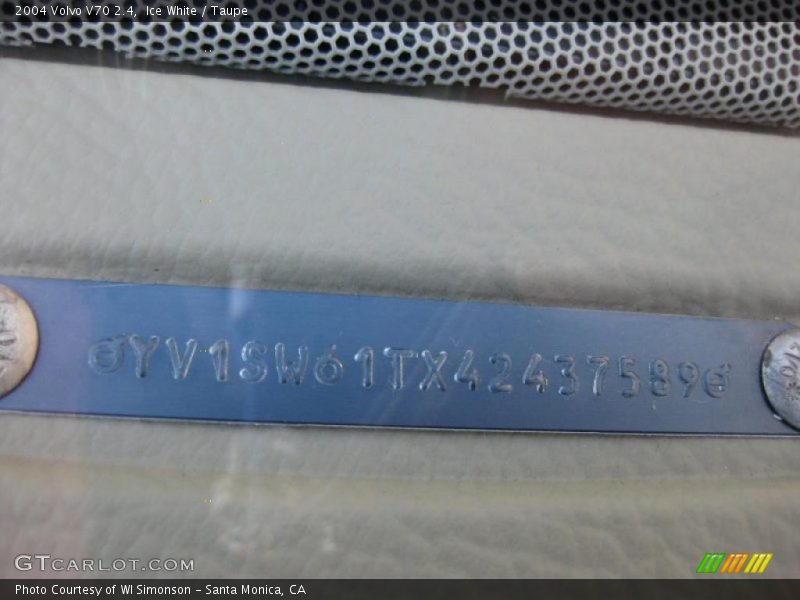 2004 Volvo V70 2.4, Ice White / Taupe
YV1SW61TX42437589
GTCARLOT.COM
Photo Courtesy of WI Simonson – Santa Monica, CA